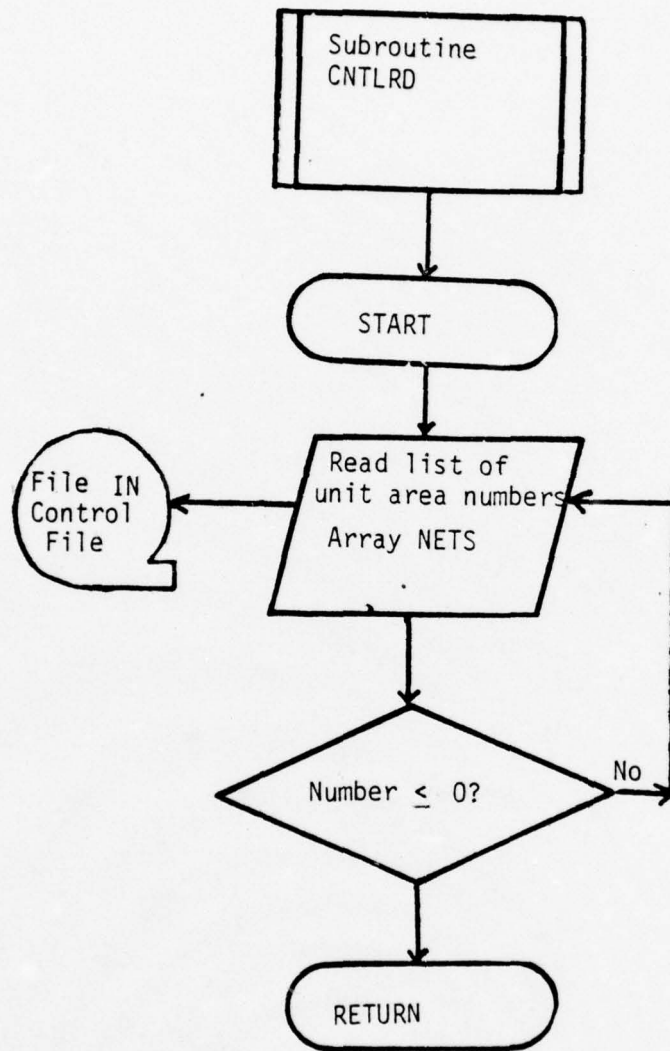 Subroutine
CNTLRD
START
File IN
Control
File
Read list of
unit area numbers
Array NETS
Number ≤ 0?
No
RETURN